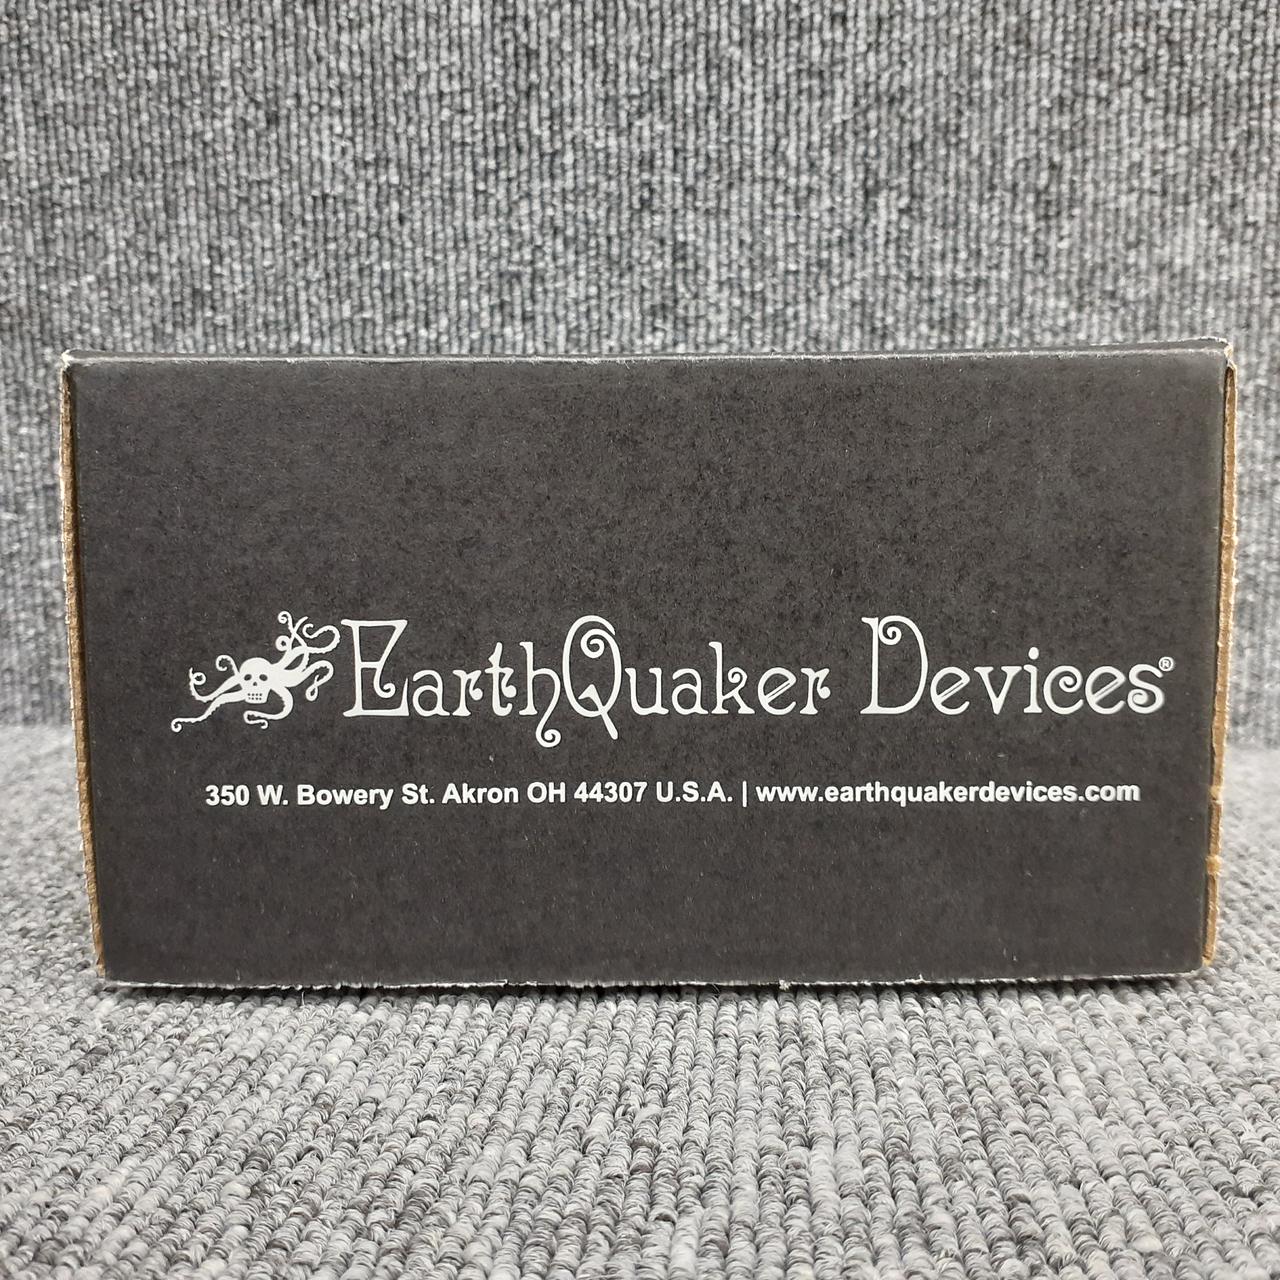 EarthQuaker Devices®
350 W. Bowery St. Akron OH 44307 U.S.A. | www.earthquakerdevices.com